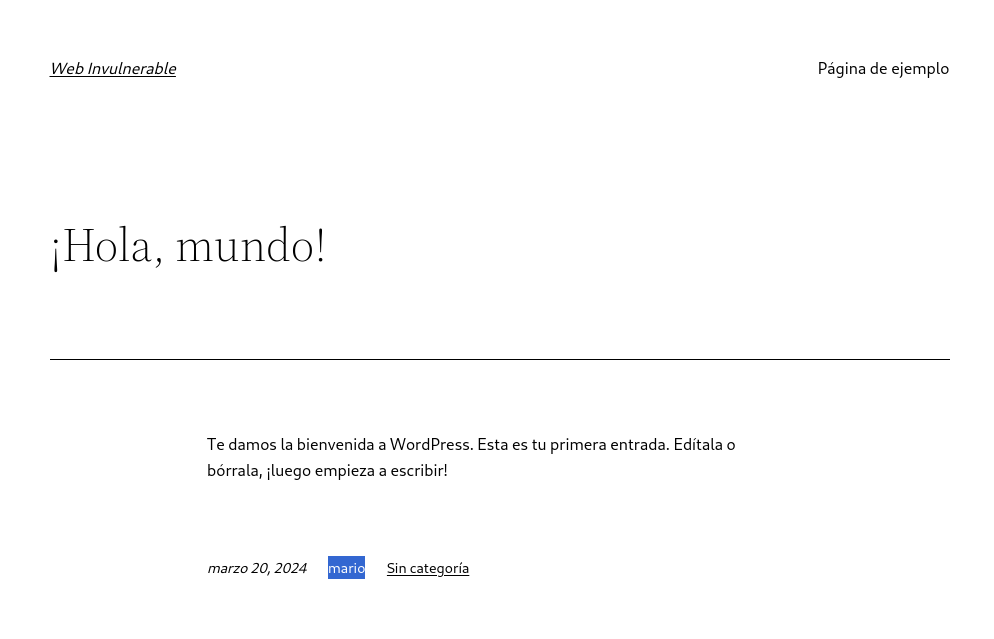 Web Invulnerable
Página de ejemplo
¡Hola, mundo!
Te damos la bienvenida a WordPress. Esta es tu primera entrada. Edítala o
bórrala, ¡luego empieza a escribir!
marzo 20, 2024 mario Sin categoría